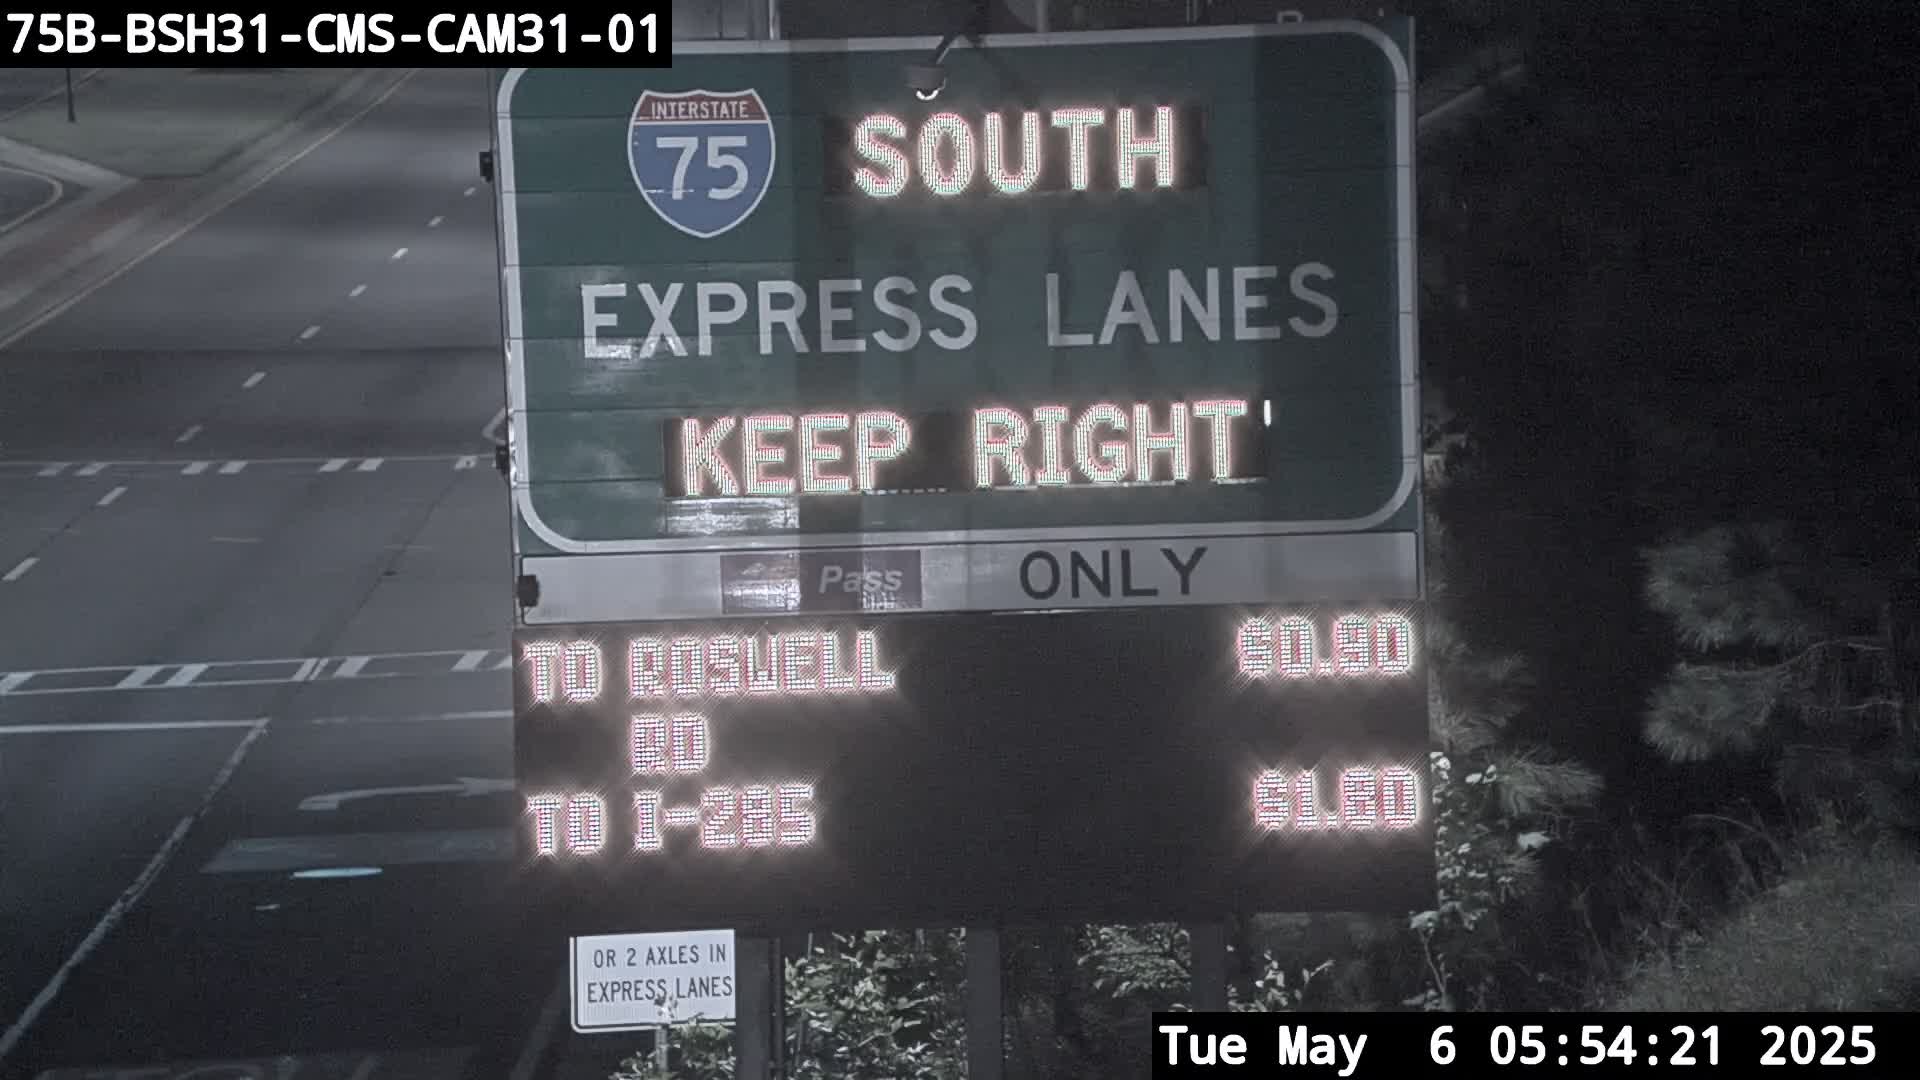 75B-BSH31-CMS-CAM31-01
INTERSTATE
75
SOUTH
EXPRESS LANES
KEEP RIGHT
Pass ONLY
TO ROSWELL $0.90
RD
TO I-285 $1.80
OR 2 AXLES IN
EXPRESS LANES
Tue May 6 05:54:21 2025